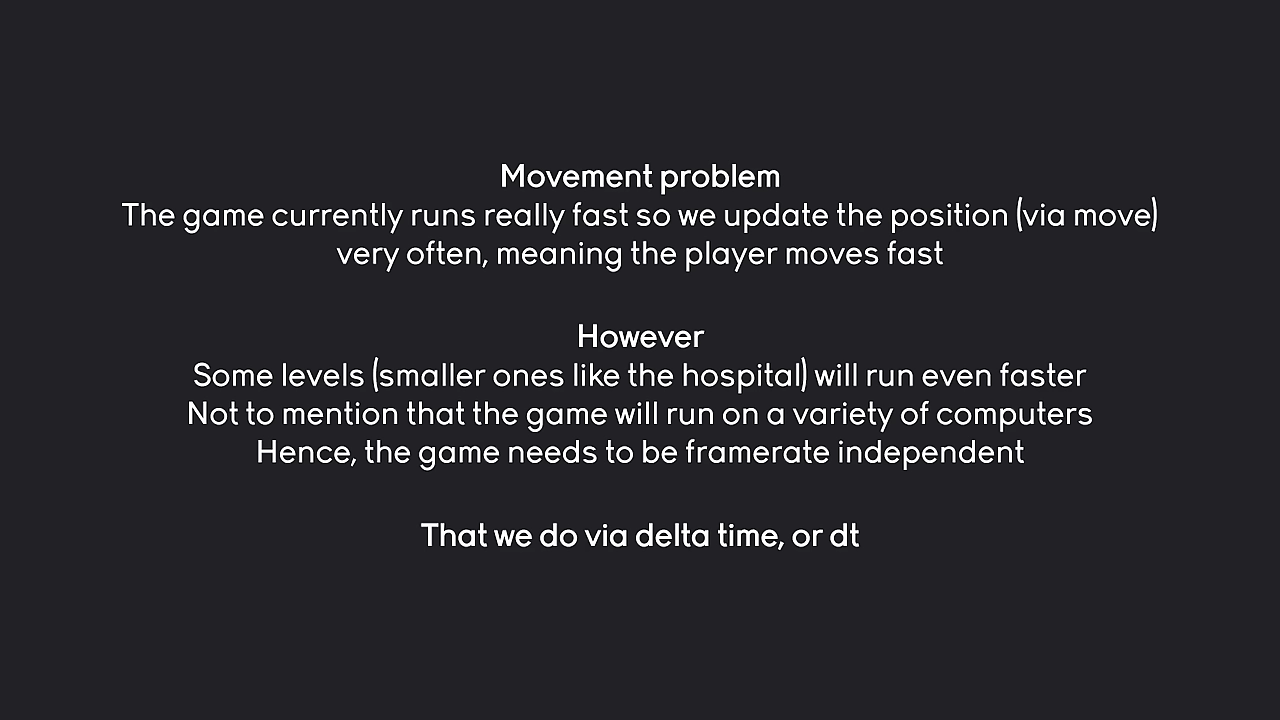 Movement problem
The game currently runs really fast so we update the position (via move)
very often, meaning the player moves fast
However
Some levels (smaller ones like the hospital) will run even faster
Not to mention that the game will run on a variety of computers
Hence, the game needs to be framerate independent
That we do via delta time, or dt